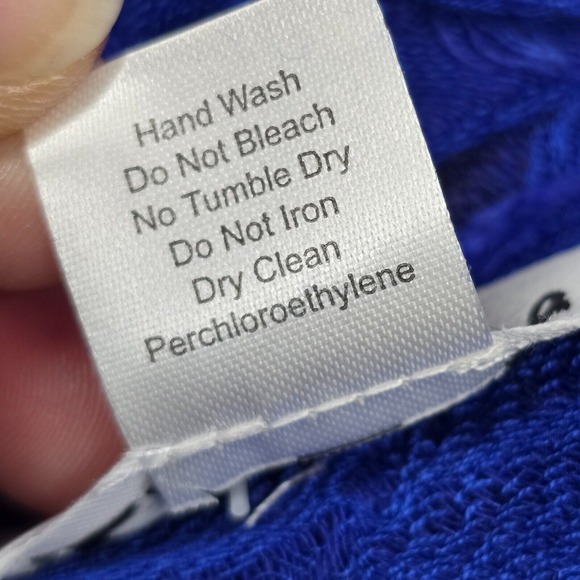 Hand Wash
Do Not Bleach
No Tumble Dry
Do Not Iron
Dry Clean
Perchloroethylene